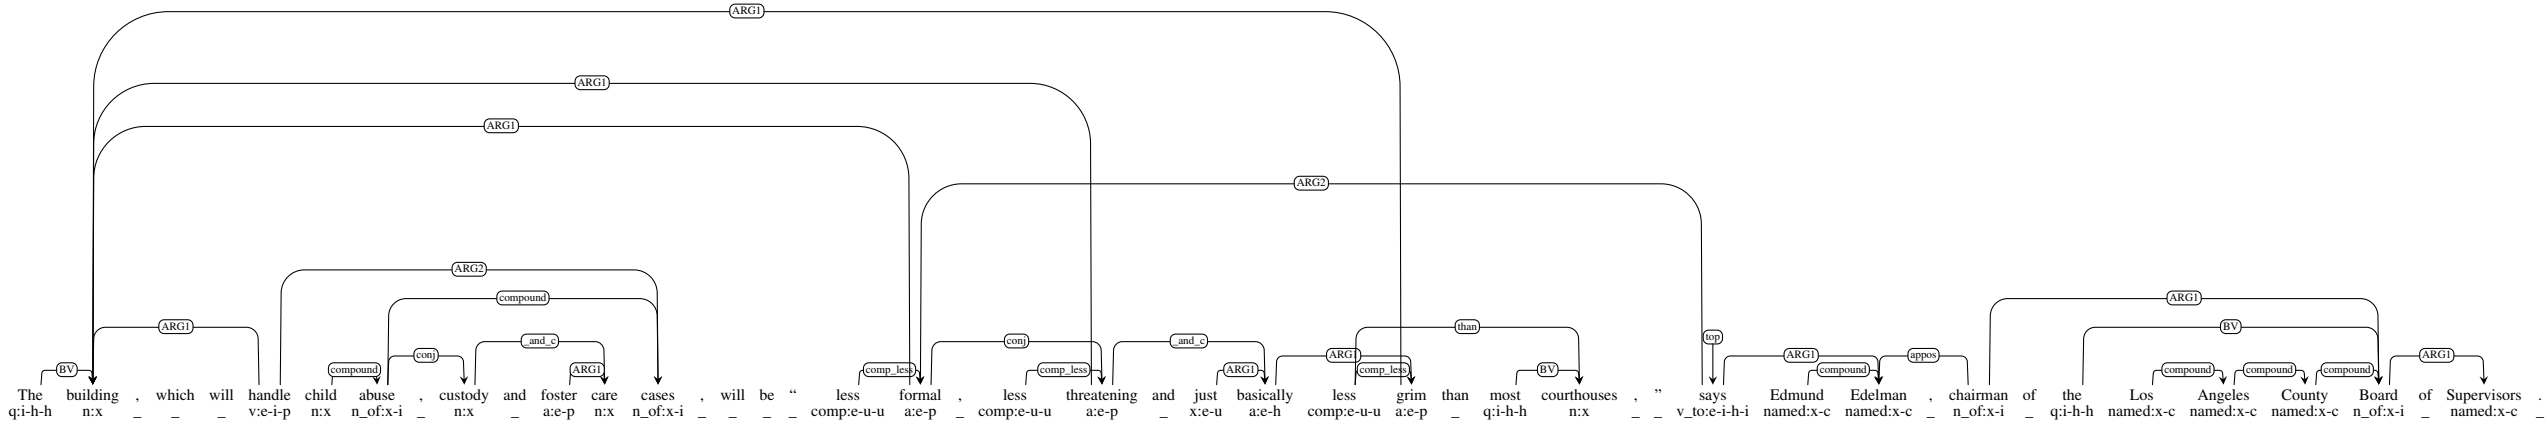 ARG1
ARG1
ARG1
ARG2
ARG2
compound ARG1
ARG1 than BV
_and_c conj _and_c top
conj ARG1 ARG1 appos
BV compound ARG1 comp_less comp_less ARG1 comp_less BV compound compound compound compound ARG1
The building , which will handle child abuse , custody and foster care cases , will be “ less formal , less threatening and just basically less grim than most courthouses , ” says Edmund Edelman , chairman of the Los Angeles County Board of Supervisors .
q:i-h-h n:x _ _ _ v:e-i-p n:x n_of:x-i _ n:x _ a:e-p n:x n_of:x-i _ _ _ _ comp:e-u-u a:e-p _ comp:e-u-u a:e-p _ x:e-u a:e-h comp:e-u-u a:e-p _ q:i-h-h n:x _ _ v_to:e-i-h-i named:x-c named:x-c _ n_of:x-i _ q:i-h-h named:x-c named:x-c named:x-c n_of:x-i _ named:x-c _